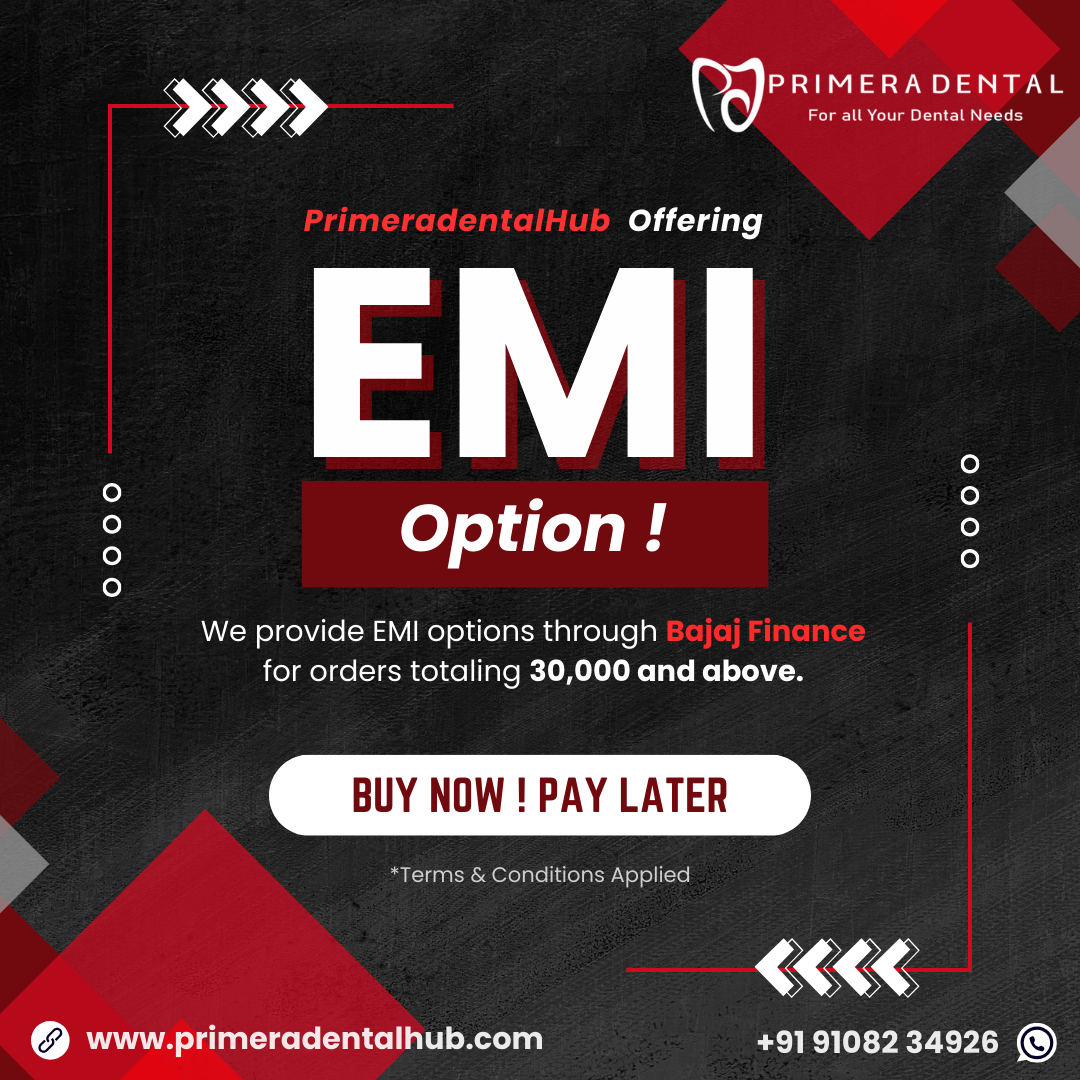 PRIMERA DENTAL
For all Your Dental Needs
PrimeradentalHub Offering
EMI
Option !
We provide EMI options through Bajaj Finance
for orders totaling 30,000 and above.
BUY NOW ! PAY LATER
*Terms & Conditions Applied
www.primeradentalhub.com
+91 91082 34926